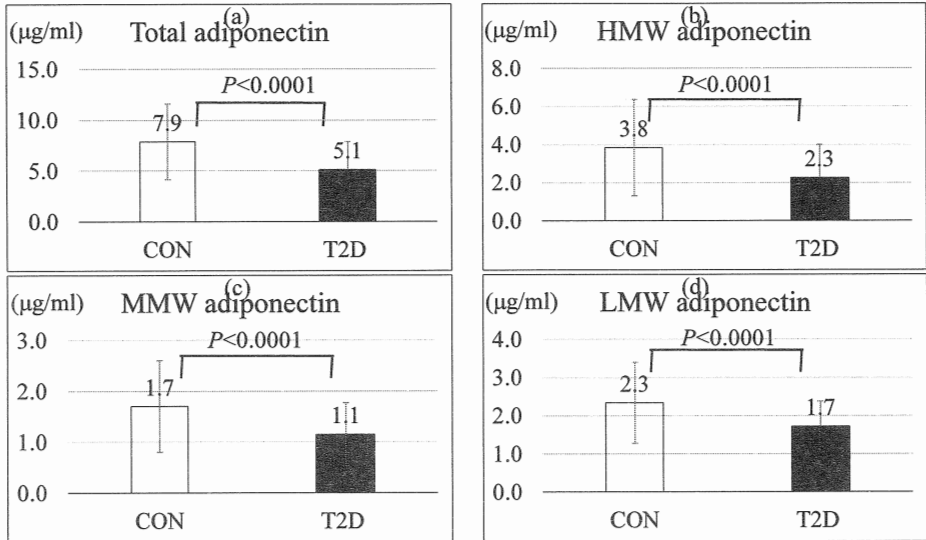 (a)
(μg/ml) Total adiponectin
15.0
P<0.0001
10.0
7.9
5.1
5.0
0.0
CON T2D
(b)
(μg/ml) HMW adiponectin
8.0
P<0.0001
6.0
3.8
4.0
2.3
2.0
0.0
CON T2D
(c)
(μg/ml) MMW adiponectin
3.0
P<0.0001
2.0
1.7
1.1
1.0
0.0
CON T2D
(d)
(μg/ml) LMW adiponectin
4.0
P<0.0001
3.0
2.3
1.7
2.0
1.0
0.0
CON T2D